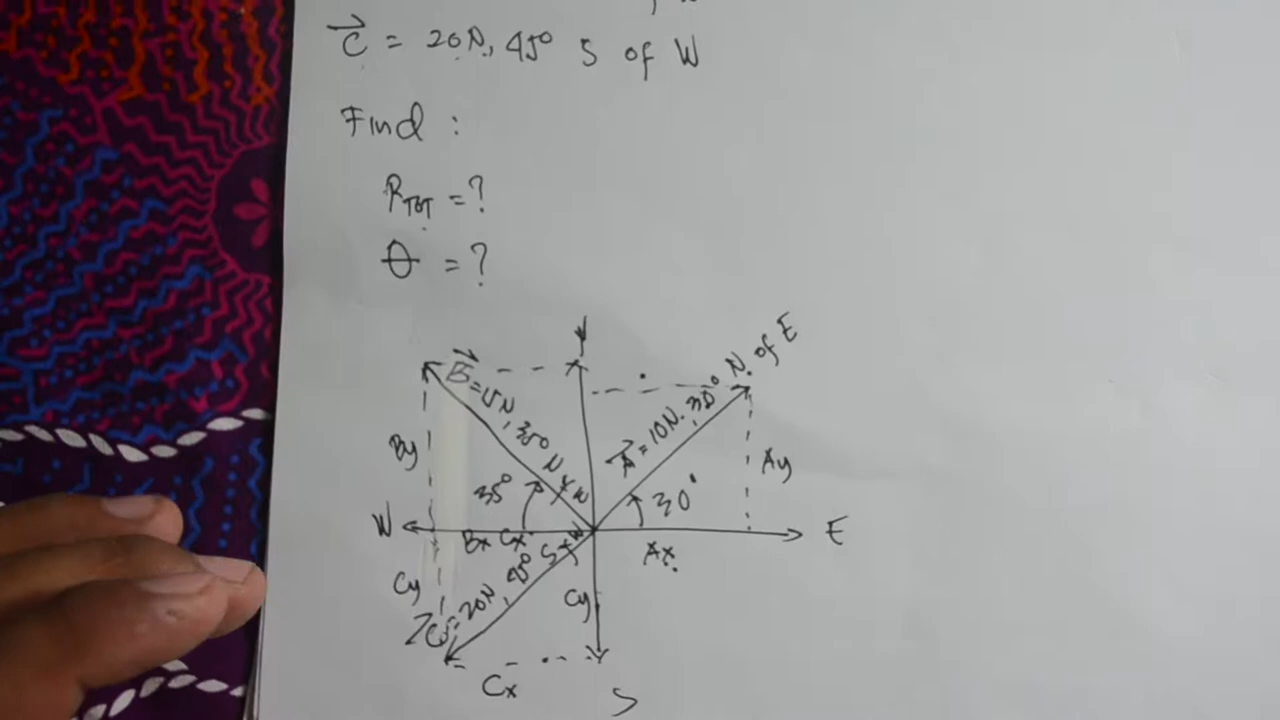 C = 20N, 45° S of W
Find :
RTOT = ?
θ = ?
B = 15N, 35° N of W
A = 10N, 30° N of E
By
35°
30°
Ay
W
Bx Cx
Ax
E
Cy
C = 20N, 45° S of W
Cy
Cx
S